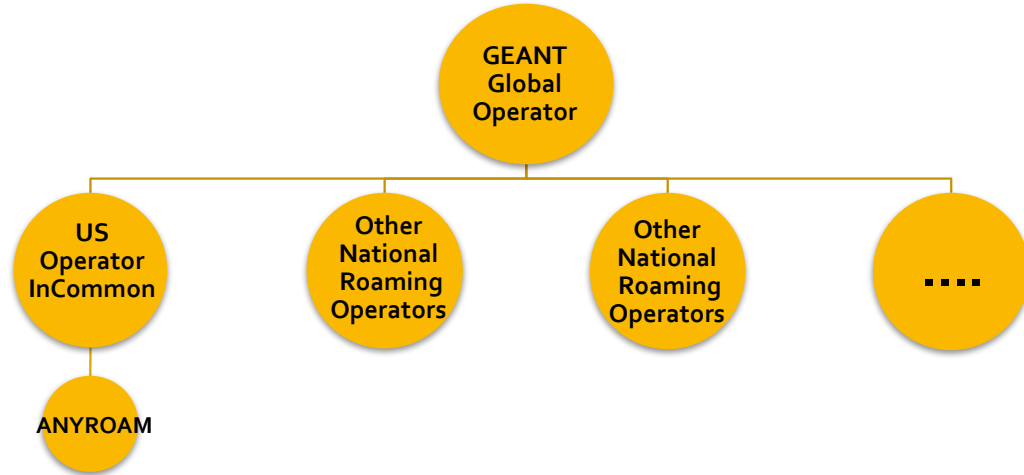 GEANT
Global
Operator
US
Operator
InCommon
Other
National
Roaming
Operators
Other
National
Roaming
Operators
....
ANYROAM